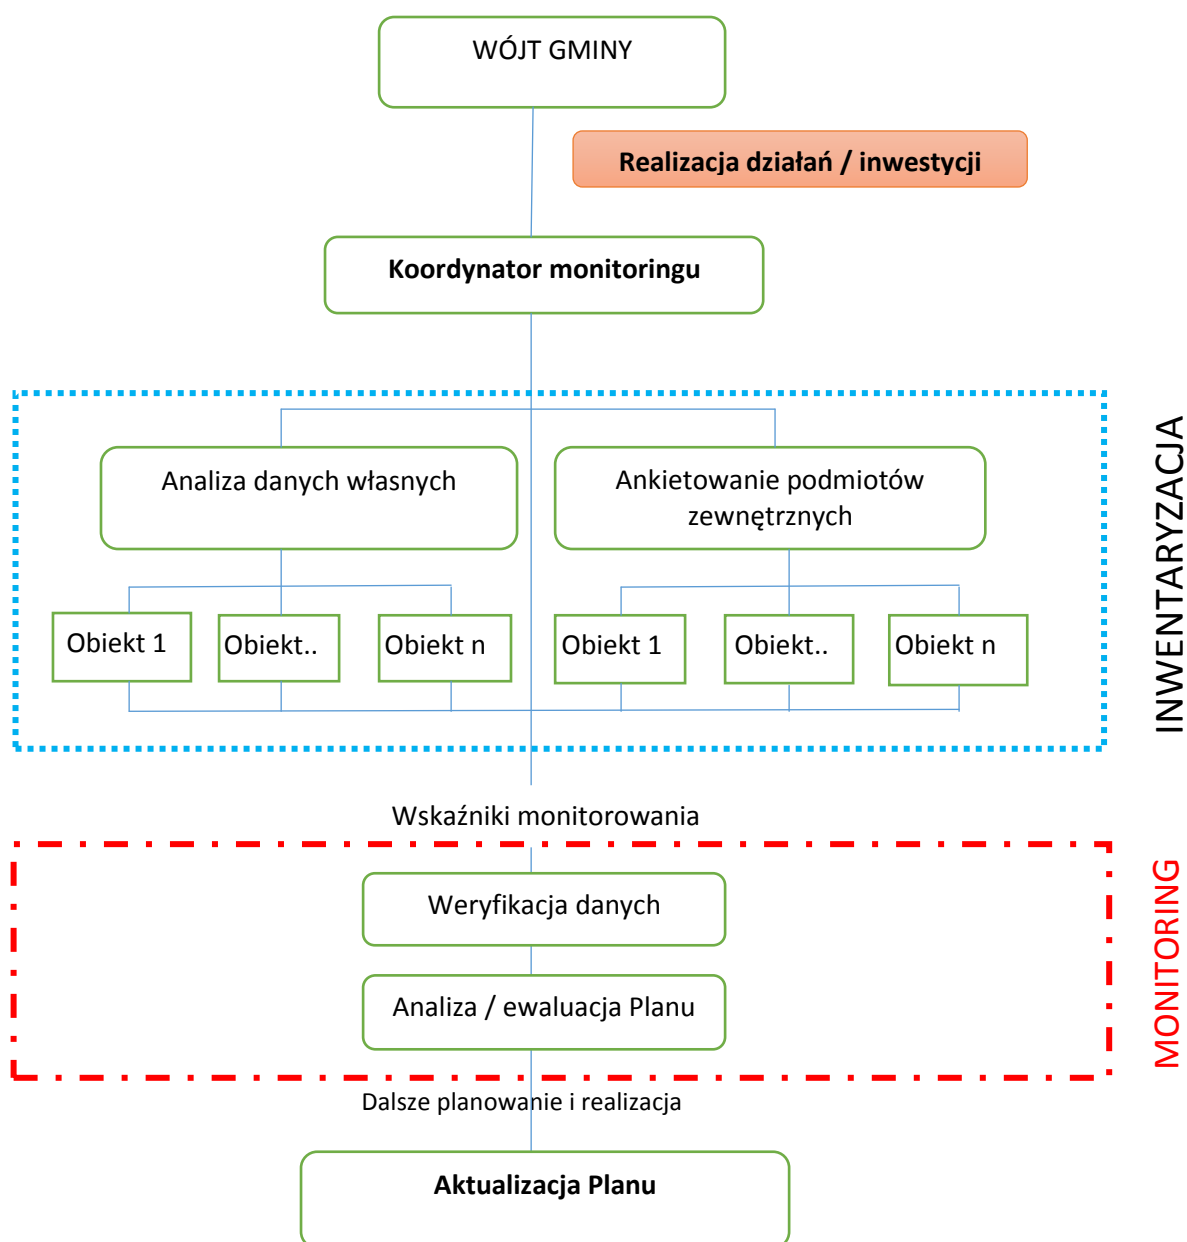 WÓJT GMINY
Realizacja działań / inwestycji
Koordynator monitoringu
INWENTARYZACJA
Analiza danych własnych
Ankietowanie podmiotów
zewnętrznych
Obiekt 1
Obiekt..
Obiekt n
Obiekt 1
Obiekt..
Obiekt n
Wskaźniki monitorowania
MONITORING
Weryfikacja danych
Analiza / ewaluacja Planu
Dalsze planowanie i realizacja
Aktualizacja Planu